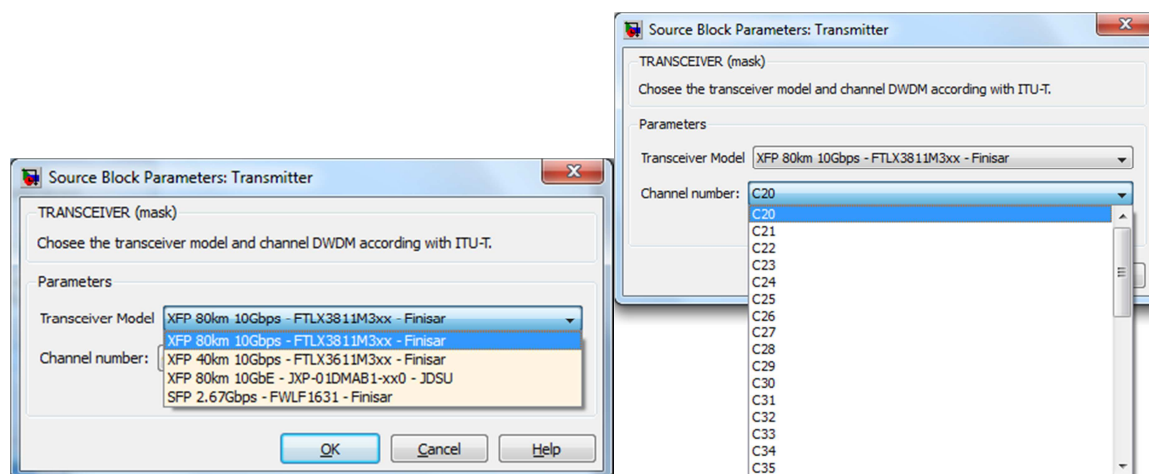 Source Block Parameters: Transmitter
TRANSCEIVER (mask)
Chosee the transceiver model and channel DWDM according with ITU-T.
Parameters
Transceiver Model XFP 80km 10Gbps - FTLX3811M3xx - Finisar
XFP 80km 10Gbps - FTLX3811M3xx - Finisar
Channel number: XFP 40km 10Gbps - FTLX3611M3xx - Finisar
XFP 80km 10GbE - JXP-01DMAB1-xx0 - JDSU
SFP 2.67Gbps - FWLF1631 - Finisar
OK Cancel Help
Source Block Parameters: Transmitter
TRANSCEIVER (mask)
Chosee the transceiver model and channel DWDM according with ITU-T.
Parameters
Transceiver Model XFP 80km 10Gbps - FTLX3811M3xx - Finisar
Channel number: C20
C20
C21
C22
C23
C24
C25
C26
C27
C28
C29
C30
C31
C32
C33
C34
C35